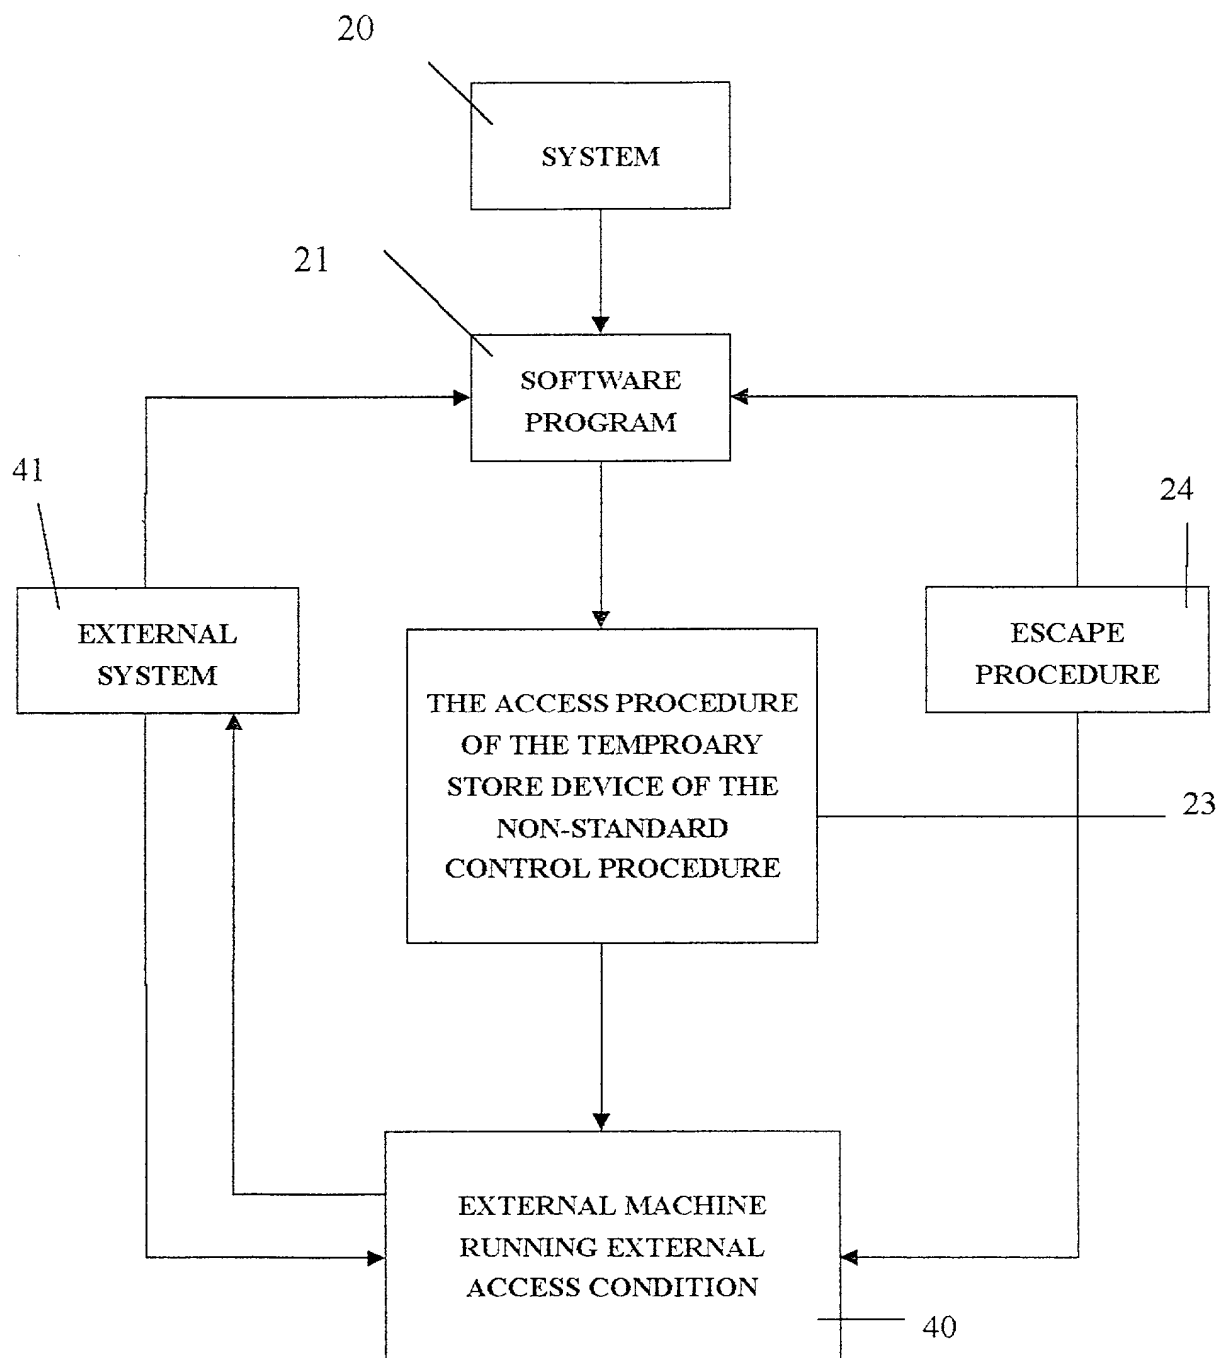 20
SYSTEM
21
SOFTWARE
PROGRAM
41
24
EXTERNAL
SYSTEM
ESCAPE
PROCEDURE
THE ACCESS PROCEDURE
OF THE TEMPROARY
STORE DEVICE OF THE
NON-STANDARD
CONTROL PROCEDURE
23
EXTERNAL MACHINE
RUNNING EXTERNAL
ACCESS CONDITION
40